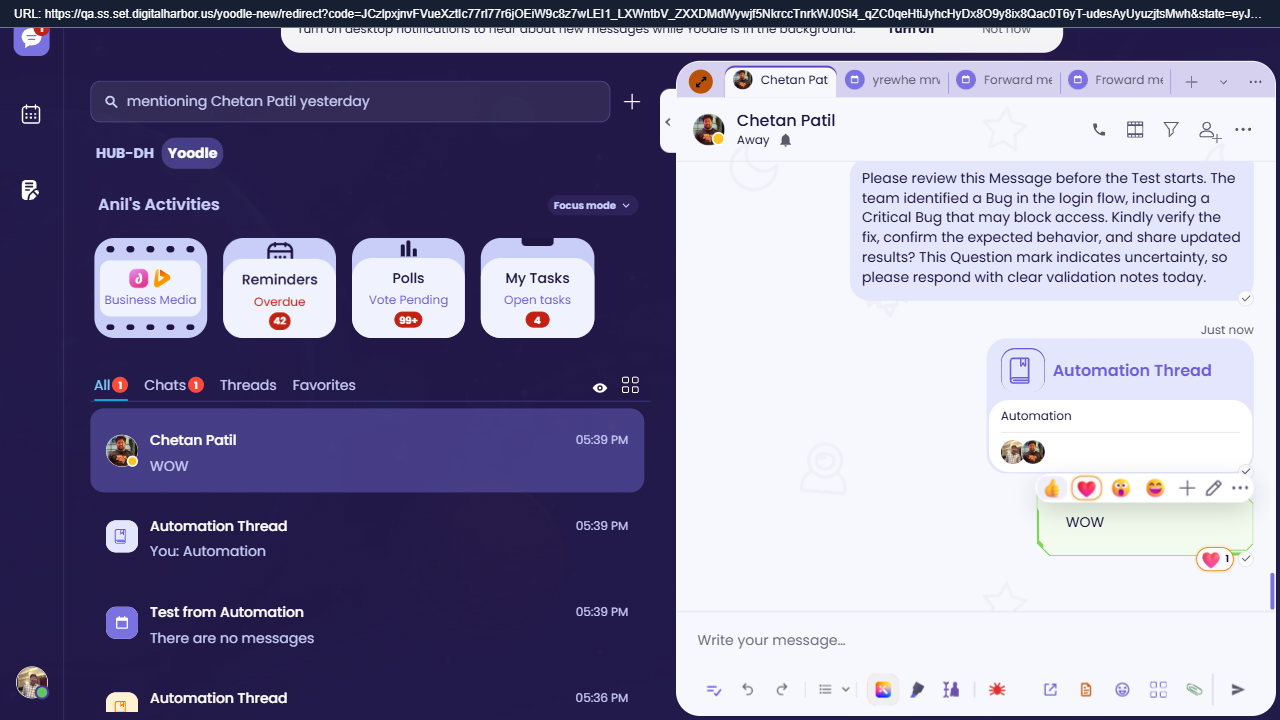 URL: https://qa.ss.set.digitalharbor.us/yoodle-new/redirect?code=
Turn on desktop notifications to hear about new messages while Yoodle is in the background.
Turn on
Not now
mentioning Chetan Patil yesterday
HUB-DH
Yoodle
Anil's Activities
Focus mode
Business Media
Reminders
Overdue
42
Polls
Vote Pending
99+
My Tasks
Open tasks
4
All 1
Chats 1
Threads
Favorites
Chetan Patil
05:39 PM
WOW
Automation Thread
05:39 PM
You: Automation
Test from Automation
05:39 PM
There are no messages
Automation Thread
05:36 PM
Chetan Pat
yrewhe mrv
Forward me
Froward me
Chetan Patil
Away
Please review this Message before the Test starts. The
team identified a Bug in the login flow, including a
Critical Bug that may block access. Kindly verify the
fix, confirm the expected behavior, and share updated
results? This Question mark indicates uncertainty, so
please respond with clear validation notes today.
Just now
Automation Thread
Automation
WOW
1
Write your message...